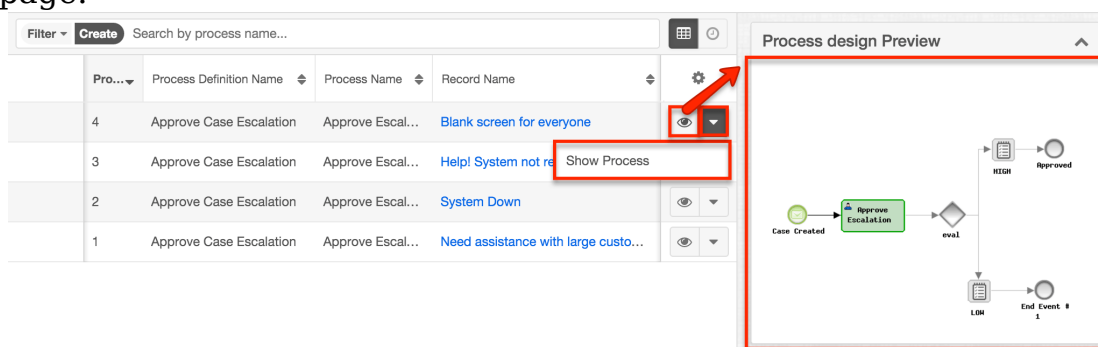 page.
Filter Create Search by process name...
Process design Preview
Pro... Process Definition Name Process Name Record Name
4 Approve Case Escalation Approve Escal... Blank screen for everyone
3 Approve Case Escalation Approve Escal... Help! System not re
Show Process
2 Approve Case Escalation Approve Escal... System Down
1 Approve Case Escalation Approve Escal... Need assistance with large custo...
HIGH
Approved
Approve
Escalation
Case Created
eval
LOW
End Event #
1